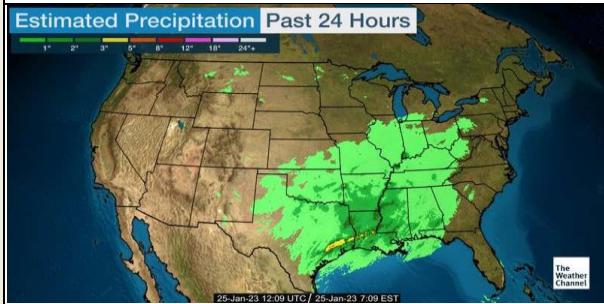 Estimated Precipitation Past 24 Hours
1" 2" 3" 5" 8" 12" 18" 24"+
The
Weather
Channel
25-Jan-23 12:09 UTC / 25-Jan-23 7:09 EST